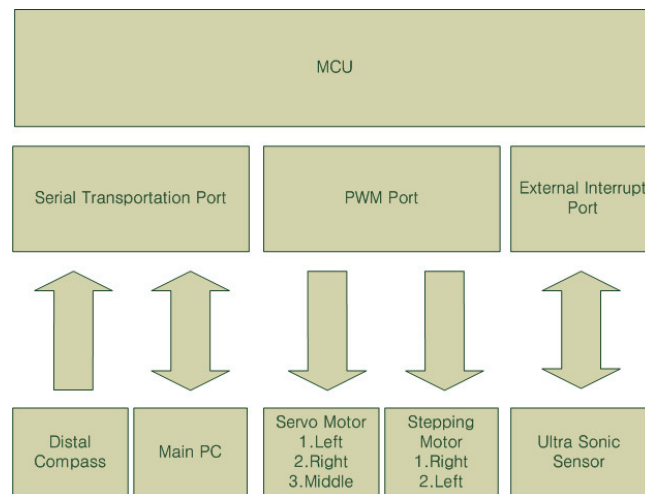 MCU
Serial Transportation Port
PWM Port
External Interrupt
Port
Distal
Compass
Main PC
Servo Motor
1.Left
2.Right
3.Middle
Stepping
Motor
1.Right
2.Left
Ultra Sonic
Sensor